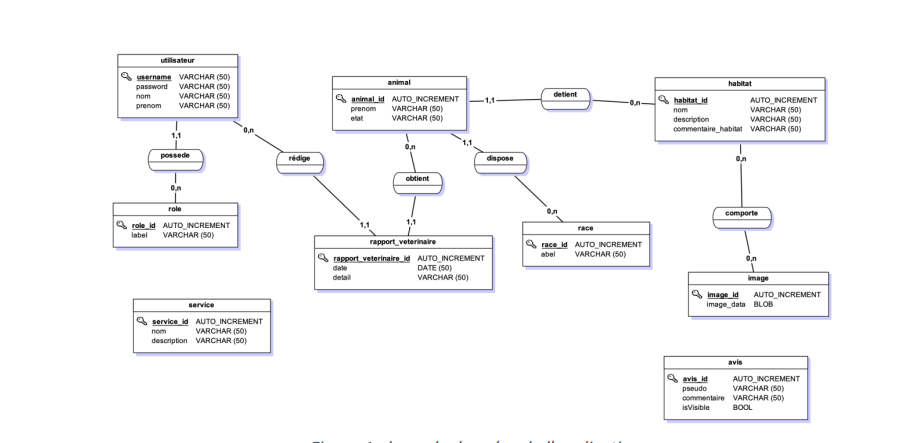 utilisateur
username VARCHAR (50)
password VARCHAR (50)
nom VARCHAR (50)
prenom VARCHAR (50)
animal
animal_id AUTO_INCREMENT
prenom VARCHAR (50)
etat VARCHAR (50)
1,1
detient
0,n
habitat
habitat_id AUTO_INCREMENT
nom VARCHAR (50)
description VARCHAR (50)
commentaire_habitat VARCHAR (50)
1,1
possede
0,n
0,n
rédige
1,1
0,n
obtient
1,1
1,1
dispose
0,n
0,n
comporte
0,n
role
role_id AUTO_INCREMENT
label VARCHAR (50)
rapport_veterinaire
rapport_veterinaire_id AUTO_INCREMENT
date DATE (50)
detail VARCHAR (50)
race
race_id AUTO_INCREMENT
abel VARCHAR (50)
image
image_id AUTO_INCREMENT
image_data BLOB
service
service_id AUTO_INCREMENT
nom VARCHAR (50)
description VARCHAR (50)
avis
avis_id AUTO_INCREMENT
pseudo VARCHAR (50)
commentaire VARCHAR (50)
isVisible BOOL